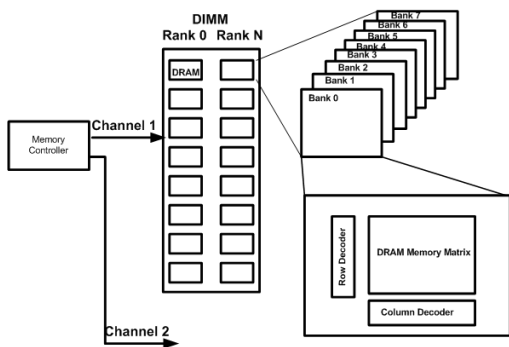 DIMM
Rank 0 Rank N
DRAM
Memory
Controller
Channel 1
Channel 2
Bank 7
Bank 6
Bank 5
Bank 4
Bank 3
Bank 2
Bank 1
Bank 0
Row Decoder
DRAM Memory Matrix
Column Decoder